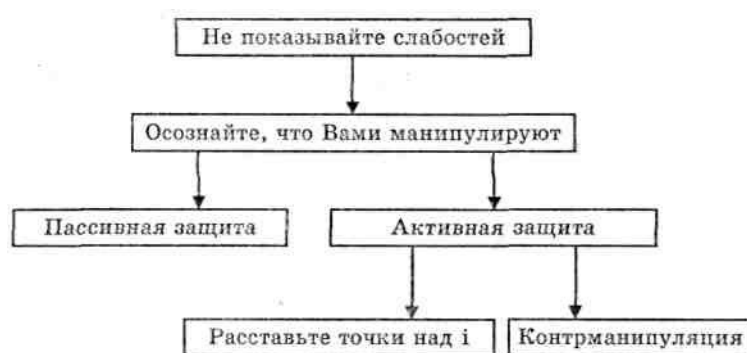 Не показывайте слабостей
Осознайте, что Вами манипулируют
Пассивная защита
Активная защита
Расставьте точки над i
Контрманипуляция